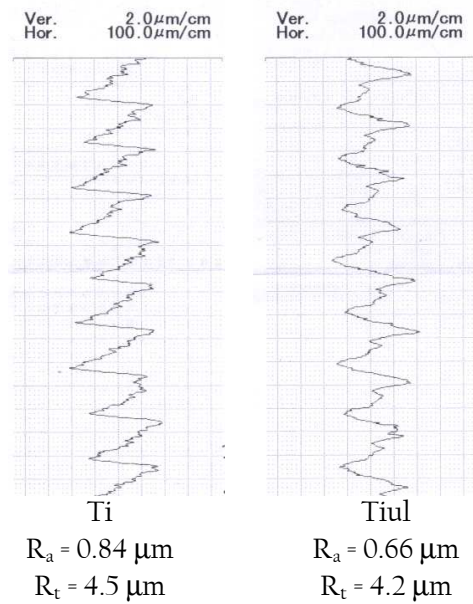 Ver. 2.0μm/cm
Hor. 100.0μm/cm
Ver. 2.0μm/cm
Hor. 100.0μm/cm
Ti
Rₐ = 0.84 μm
Rₜ = 4.5 μm
Tiul
Rₐ = 0.66 μm
Rₜ = 4.2 μm